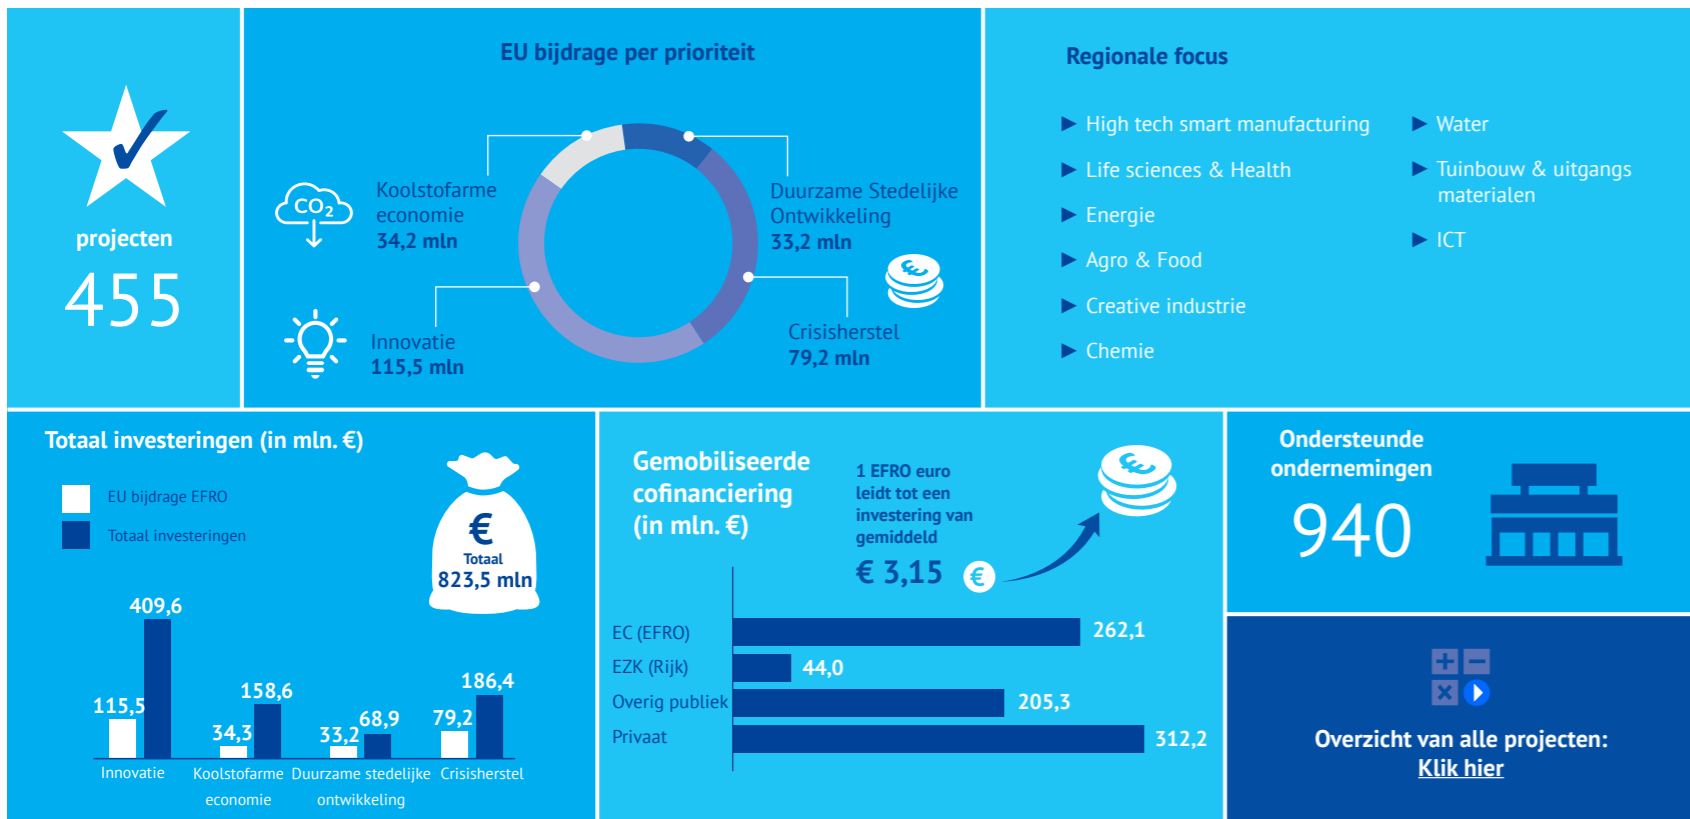 projecten
455
EU bijdrage per prioriteit
CO2
Koolstofarme
economie
34,2 mln
Duurzame Stedelijke
Ontwikkeling
33,2 mln
€
Innovatie
115,5 mln
Crisisherstel
79,2 mln
Regionale focus
High tech smart manufacturing
Life sciences & Health
Energie
Agro & Food
Creative industrie
Chemie
Water
Tuinbouw & uitgangs
materialen
ICT
Totaal investeringen (in mln. €)
EU bijdrage EFRO
Totaal investeringen
€
Totaal
823,5 mln
409,6
115,5
158,6
34,3
68,9
33,2
186,4
79,2
Innovatie
Koolstofarme
economie
Duurzame stedelijke
ontwikkeling
Crisisherstel
Gemobiliseerde
cofinanciering
(in mln. €)
1 EFRO euro
leidt tot een
investering van
gemiddeld
€ 3,15
€
€
EC (EFRO)
262,1
EZK (Rijk)
44,0
Overig publiek
205,3
Privaat
312,2
Ondersteunde
ondernemingen
940
Overzicht van alle projecten:
Klik hier